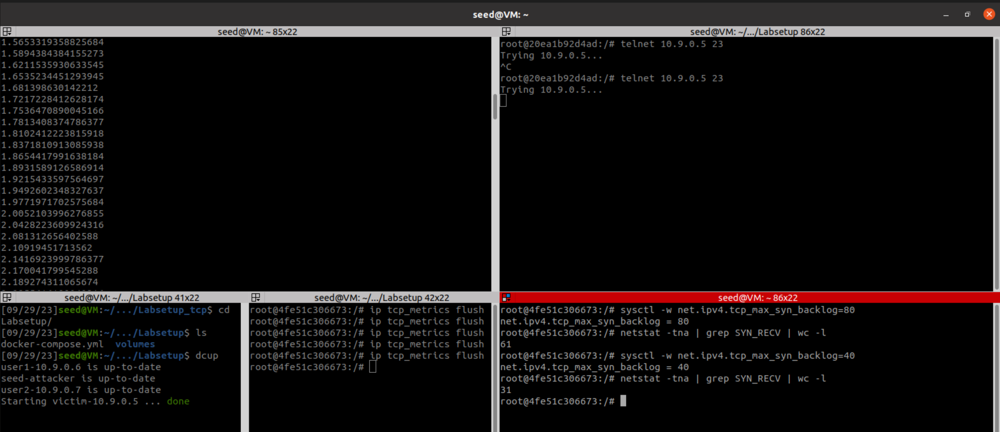 seed@VM: ~
seed@VM: ~ 85x22
1.5653319358825684
1.5894384384155273
1.6211535930633545
1.6535234451293945
1.681398630142212
1.7217228412628174
1.7536470890045166
1.7813408374786377
1.8102412223815918
1.8371810913085938
1.8654417991638184
1.8931589126586914
1.9215433597564697
1.9492602348327637
1.9771971702575684
2.0052103996276855
2.0428223609924316
2.081312656402588
2.109194517135562
2.1416923999786377
2.170041799545288
2.189274311065674
seed@VM: ~/.../Labsetup 86x22
root@20ea1b92d4ad:/# telnet 10.9.0.5 23
Trying 10.9.0.5...
^C
root@20ea1b92d4ad:/# telnet 10.9.0.5 23
Trying 10.9.0.5...
seed@VM: ~/.../Labsetup 41x22
[09/29/23]seed@VM:~/.../Labsetup_tcp$ cd
Labsetup/
[09/29/23]seed@VM:~/.../Labsetup$ ls
docker-compose.yml  volumes
[09/29/23]seed@VM:~/.../Labsetup$ dcup
user1-10.9.0.6 is up-to-date
seed-attacker is up-to-date
user2-10.9.0.7 is up-to-date
Starting victim-10.9.0.5 ... done
seed@VM: ~/.../Labsetup 42x22
root@4fe51c306673:/# ip tcp_metrics flush
root@4fe51c306673:/# ip tcp_metrics flush
root@4fe51c306673:/# ip tcp_metrics flush
root@4fe51c306673:/# ip tcp_metrics flush
root@4fe51c306673:/# ip tcp_metrics flush
root@4fe51c306673:/#
seed@VM: ~ 86x22
root@4fe51c306673:/# sysctl -w net.ipv4.tcp_max_syn_backlog=80
net.ipv4.tcp_max_syn_backlog = 80
root@4fe51c306673:/# netstat -tna | grep SYN_RECV | wc -l
61
root@4fe51c306673:/# sysctl -w net.ipv4.tcp_max_syn_backlog=40
net.ipv4.tcp_max_syn_backlog = 40
root@4fe51c306673:/# netstat -tna | grep SYN_RECV | wc -l
31
root@4fe51c306673:/#